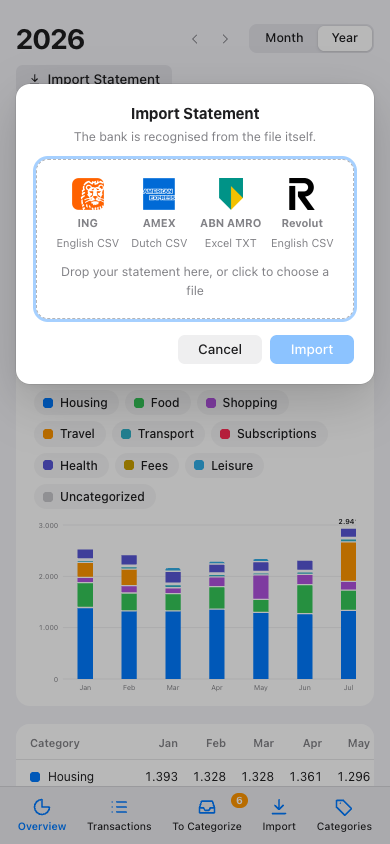 2026
Month
Year
Import Statement
Import Statement
The bank is recognised from the file itself.
AMERICAN
EXPRESS
ING
AMEX
ABN AMRO
Revolut
English CSV
Dutch CSV
Excel TXT
English CSV
Drop your statement here, or click to choose a
file
Cancel
Import
Housing
Food
Shopping
Travel
Transport
Subscriptions
Health
Fees
Leisure
Uncategorized
3.000
2.94
2.000
1.000
0
Jan
Feb
Mar
Apr
May
Jun
Jul
Category
Jan
Feb
Mar
Apr
May
Housing
1.393
1.328
1.328
1.361
1.296
6
Overview
Transactions
To Categorize
Import
Categories